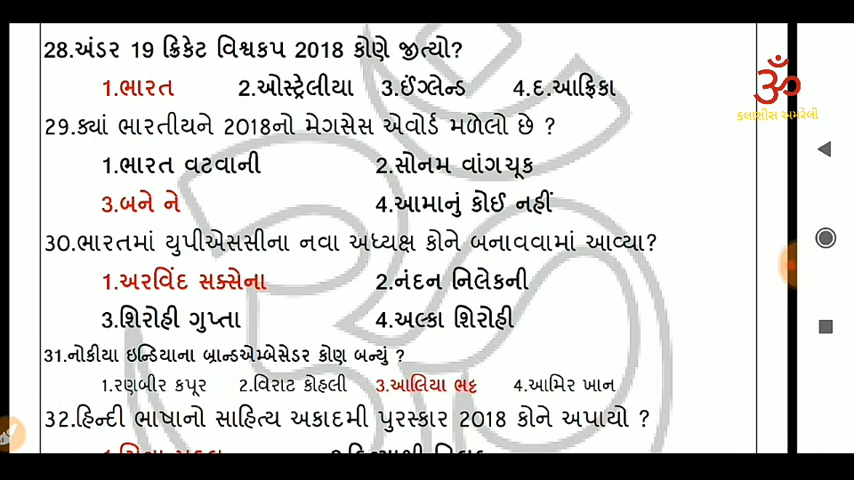 28.અંડર 19 ક્રિકેટ વિશ્વકપ 2018 કોણે જીત્યો?
1.ભારત 2.ઓસ્ટ્રેલીયા 3.ઈંગ્લેન્ડ 4.દ.આફ્રિકા
29.ક્યાં ભારતીયને 2018નો મેગસેસ એવોર્ડ મળેલો છે ?
1.ભારત વટવાની 2.સોનમ વાંગચૂક
3.બને ને 4.આમાનું કોઈ નહીં
30.ભારતમાં યુપીએસસીના નવા અધ્યક્ષ કોને બનાવવામાં આવ્યા?
1.અરવિંદ સક્સેના 2.નંદન નિલેકની
3.શિરોહી ગુપ્તા 4.અલ્કા શિરોહી
31.નોકીયા ઇન્ડિયાના બ્રાન્ડએમ્બેસેડર કોણ બન્યું ?
1.રણબીર કપૂર 2.વિરાટ કોહલી 3.આલિયા ભટ્ટ 4.આમિર ખાન
32.હિન્દી ભાષાનો સાહિત્ય અકાદમી પુરસ્કાર 2018 કોને અપાયો ?
ૐ
કલાસીસ અમરેલી